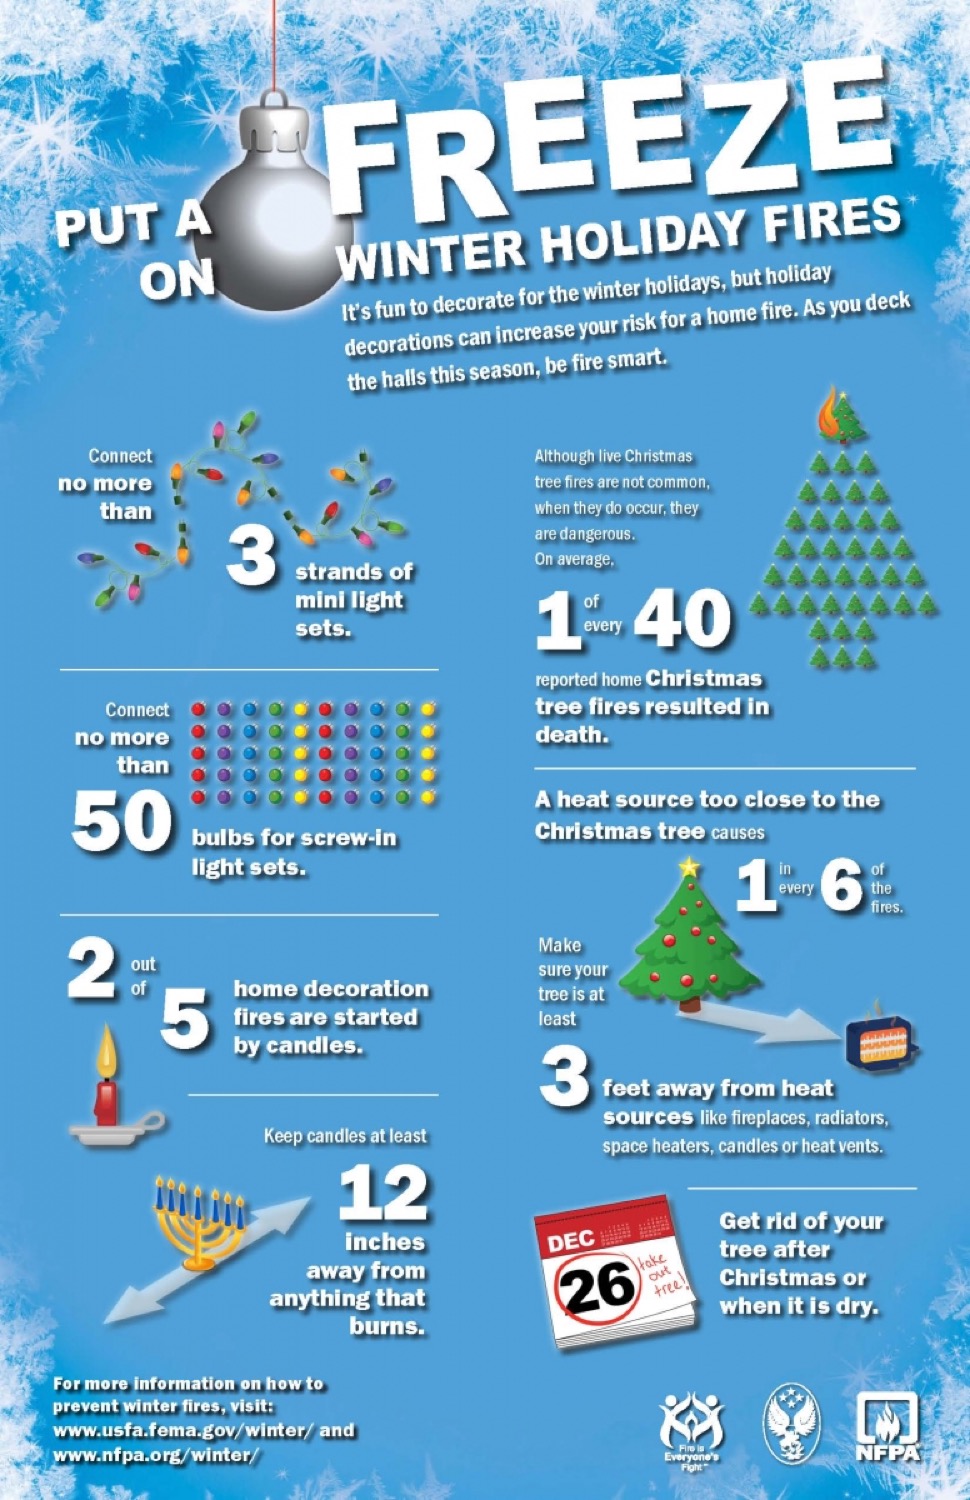 PUT A
FREEZE
ON
WINTER HOLIDAY FIRES
It's fun to decorate for the winter holidays, but holiday
decorations can increase your risk for a home fire. As you deck
the halls this season, be fire smart.
Connect
no more
than
3
strands of
mini light
sets.
Connect
no more
than
50
bulbs for screw-in
light sets.
2
out
of
5
home decoration
fires are started
by candles.
Keep candles at least
12
inches
away from
anything that
burns.
Although live Christmas
tree fires are not common,
when they do occur, they
are dangerous.
On average,
1 of every 40
reported home Christmas
tree fires resulted in
death.
A heat source too close to the
Christmas tree causes
1 in every 6 of the fires.
Make
sure your
tree is at
least
3
feet away from heat
sources like fireplaces, radiators,
space heaters, candles or heat vents.
DEC
26
take
out
tree!
Get rid of your
tree after
Christmas or
when it is dry.
For more information on how to
prevent winter fires, visit:
www.usfa.fema.gov/winter/ and
www.nfpa.org/winter/
Fire is
Everyone's
Fight™
NFPA